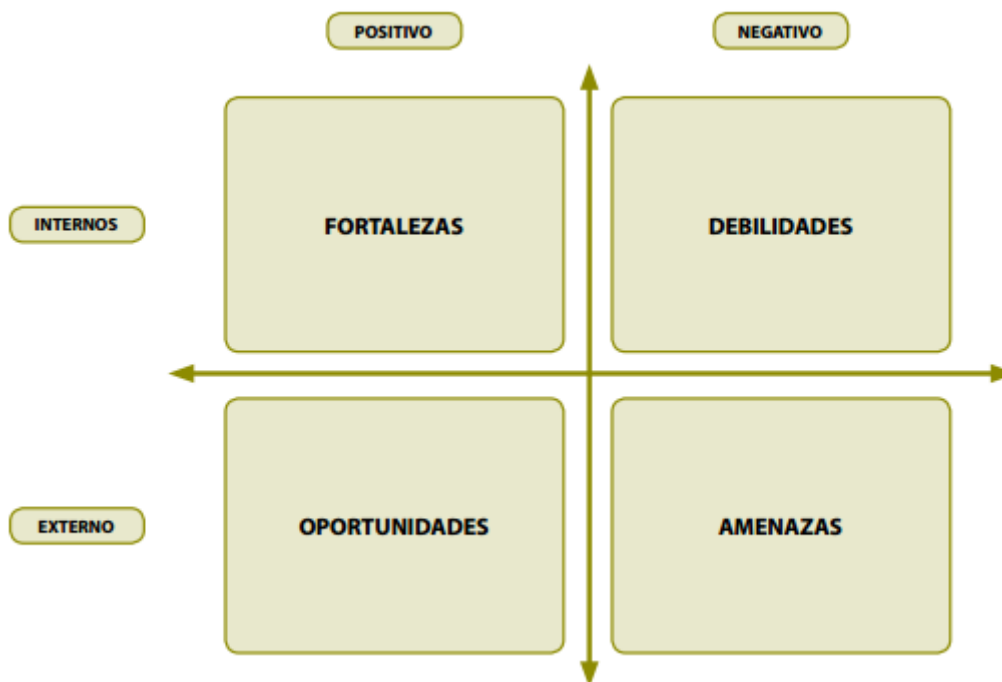 POSITIVO
NEGATIVO
INTERNOS
FORTALEZAS
DEBILIDADES
EXTERNO
OPORTUNIDADES
AMENAZAS